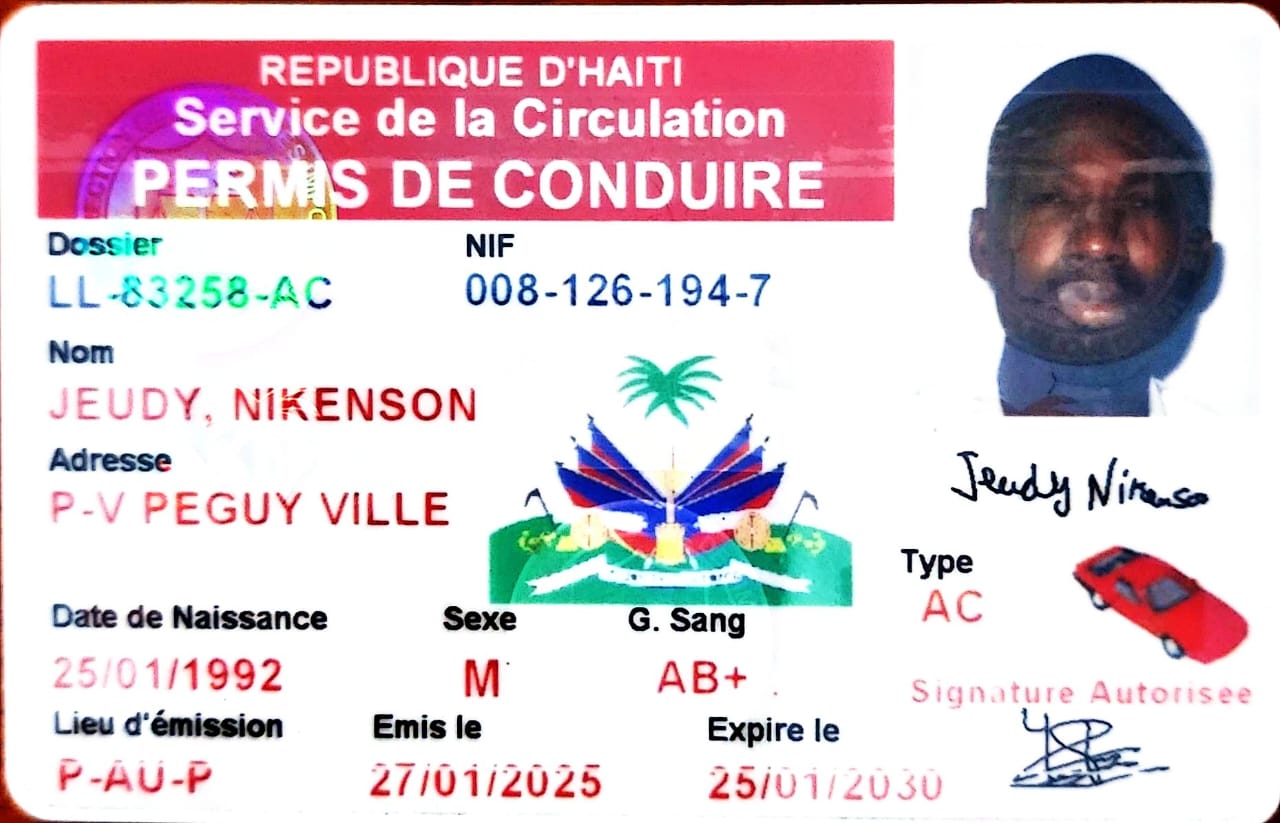 REPUBLIQUE D'HAITI
Service de la Circulation
PERMIS DE CONDUIRE
Dossier NIF
LL-83258-AC 008-126-194-7
Nom
JEUDY, NIKENSON
Adresse
P-V PEGUY VILLE
Jeudy Nikenson
Type
AC
Date de Naissance Sexe G. Sang
25/01/1992 M AB+
Signature Autorisee
Lieu d'émission Emis le Expire le
P-AU-P 27/01/2025 25/01/2030